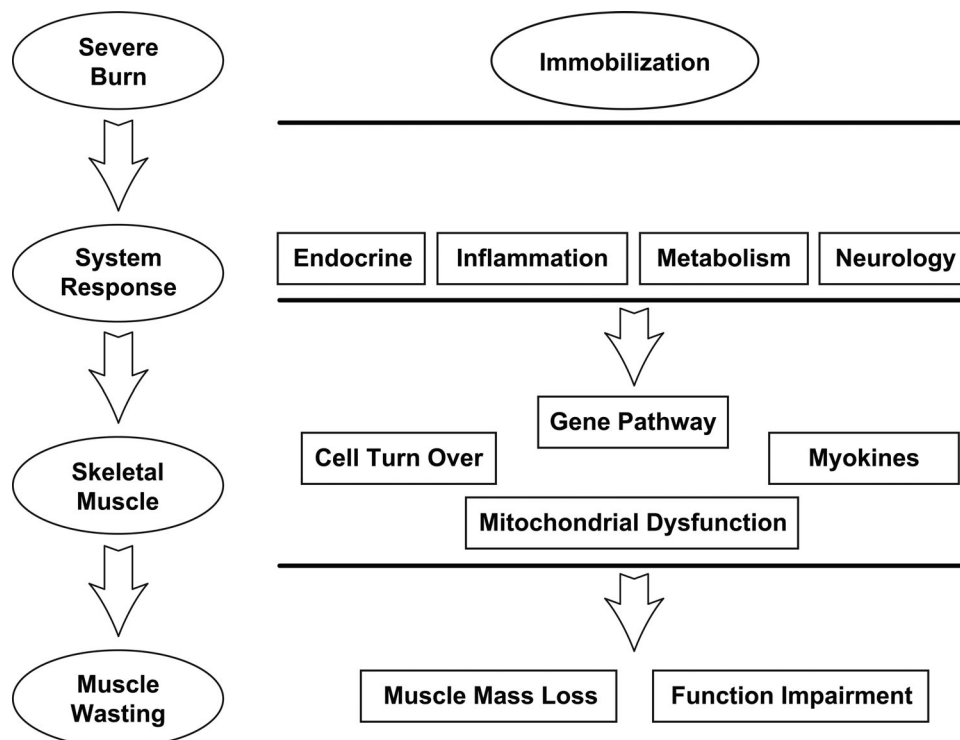 Severe
Burn
Immobilization
System
Response
Endocrine
Inflammation
Metabolism
Neurology
Skeletal
Muscle
Gene Pathway
Cell Turn Over
Myokines
Mitochondrial Dysfunction
Muscle
Wasting
Muscle Mass Loss
Function Impairment